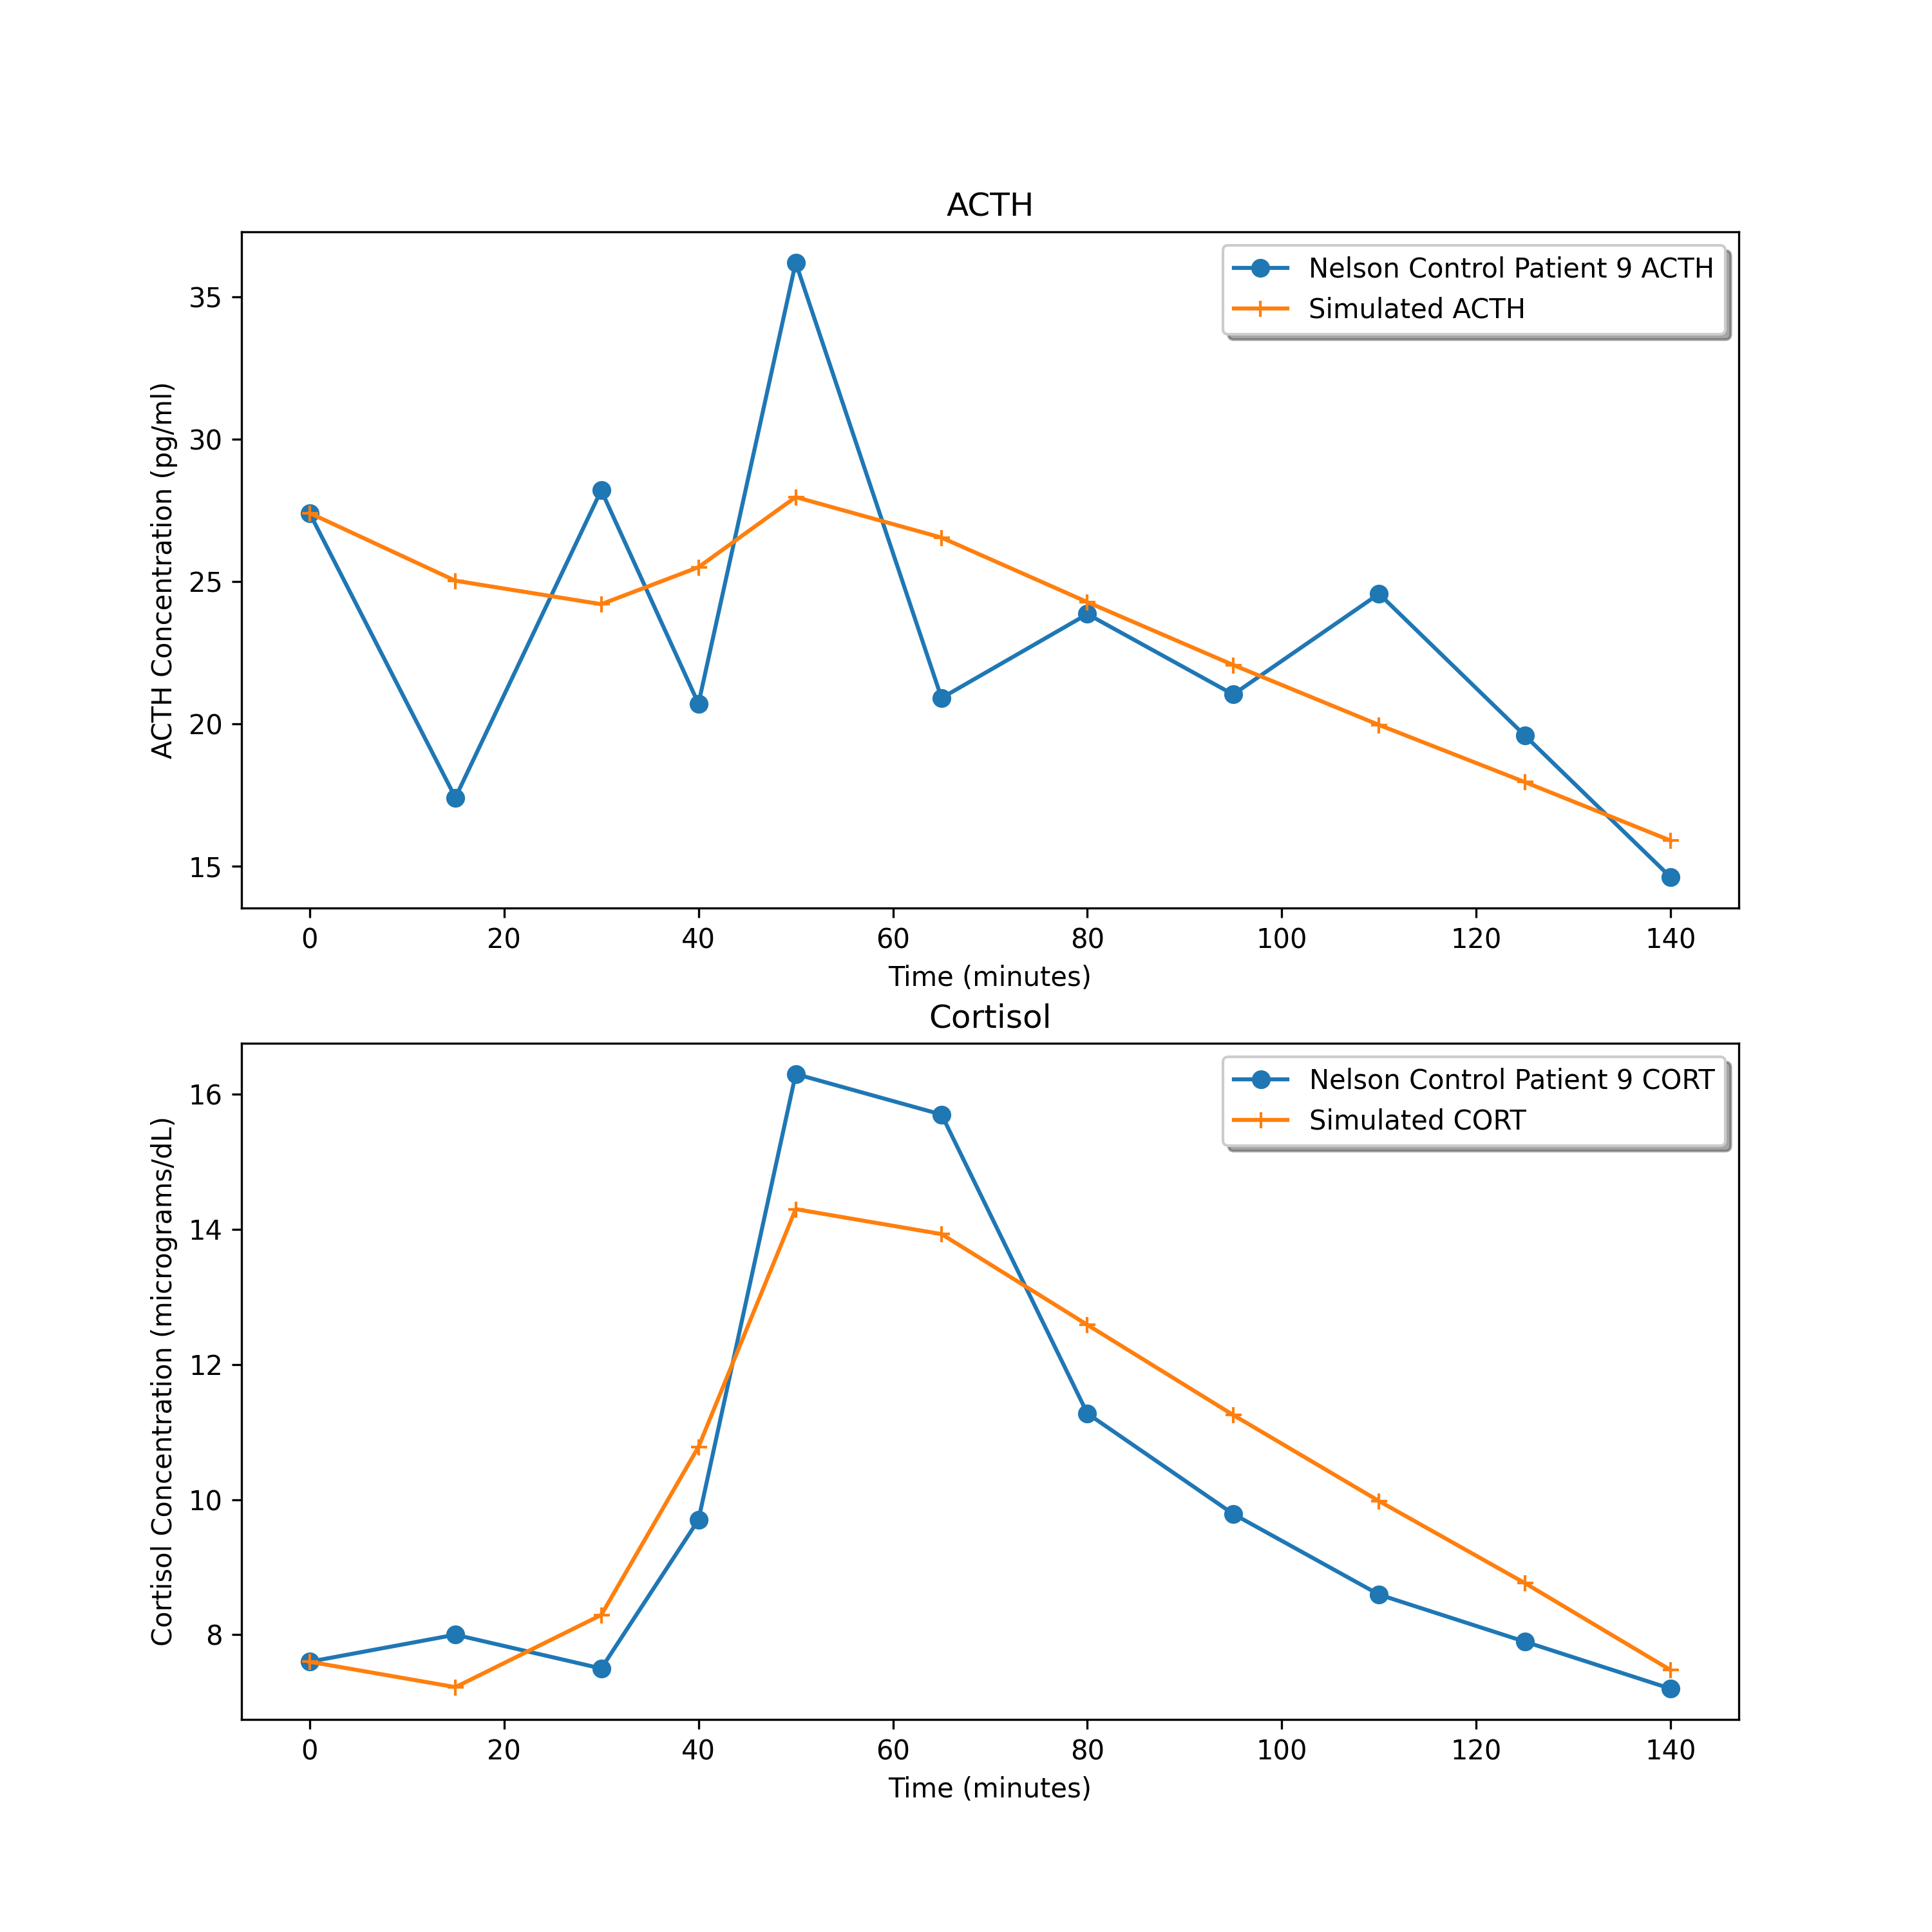 ACTH
Nelson Control Patient 9 ACTH
Simulated ACTH
ACTH Concentration (pg/ml)
35
30
25
20
15
0 20 40 60 80 100 120 140
Time (minutes)
Cortisol
Nelson Control Patient 9 CORT
Simulated CORT
Cortisol Concentration (micrograms/dL)
16
14
12
10
8
0 20 40 60 80 100 120 140
Time (minutes)